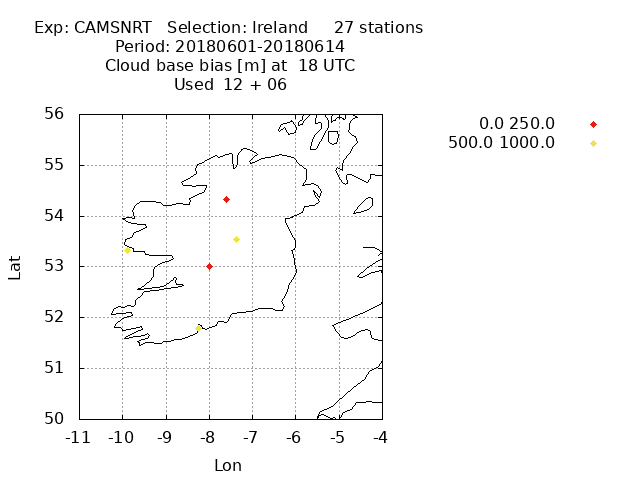 Exp: CAMSNRT   Selection: Ireland     27 stations
Period: 20180601-20180614
Cloud base bias [m] at  18 UTC
Used  12 + 06
0.0 250.0
500.0 1000.0
56
55
54
53
52
51
50
Lat
-11 -10 -9 -8 -7 -6 -5 -4
Lon